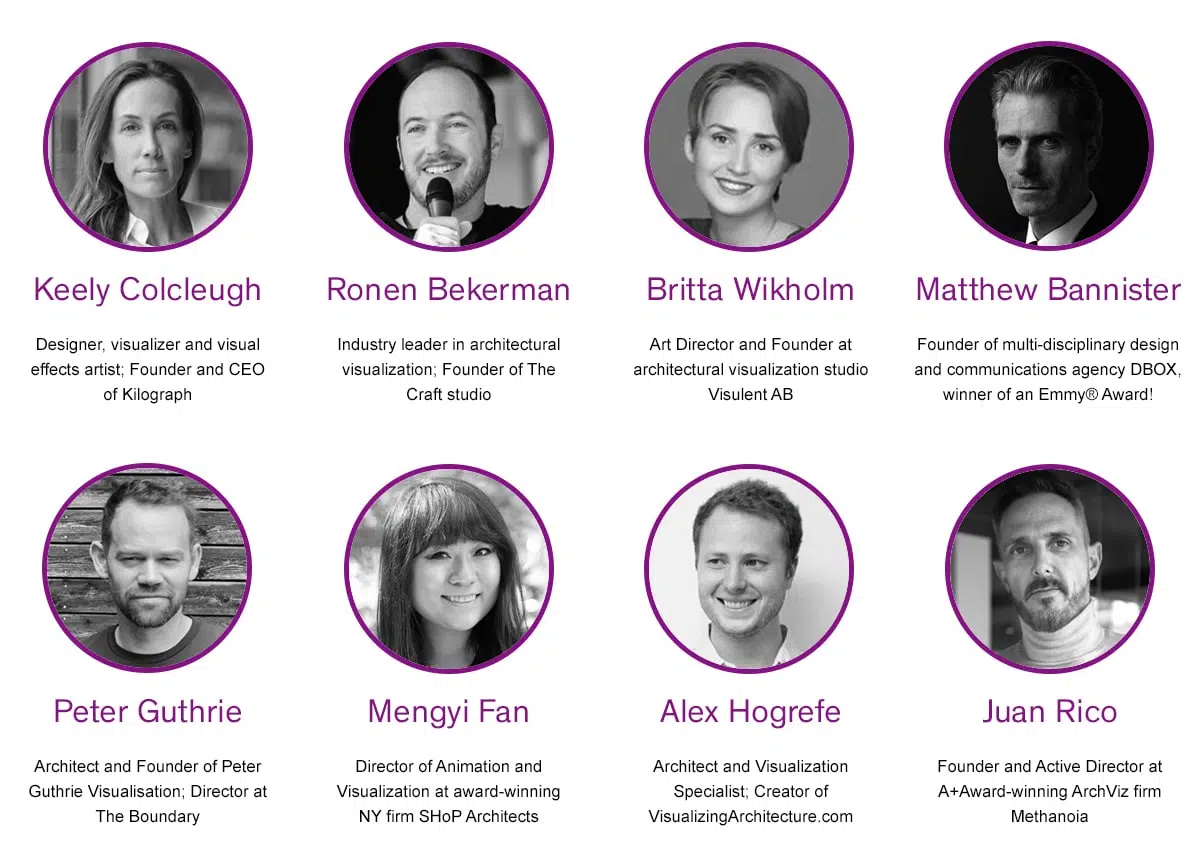 Keely Colcleugh
Designer, visualizer and visual
effects artist; Founder and CEO
of Kilograph
Ronen Bekerman
Industry leader in architectural
visualization; Founder of The
Craft studio
Britta Wikholm
Art Director and Founder at
architectural visualization studio
Visulent AB
Matthew Bannister
Founder of multi-disciplinary design
and communications agency DBOX,
winner of an Emmy® Award!
Peter Guthrie
Architect and Founder of Peter
Guthrie Visualisation; Director at
The Boundary
Mengyi Fan
Director of Animation and
Visualization at award-winning
NY firm SHoP Architects
Alex Hogrefe
Architect and Visualization
Specialist; Creator of
VisualizingArchitecture.com
Juan Rico
Founder and Active Director at
A+Award-winning ArchViz firm
Methanoia